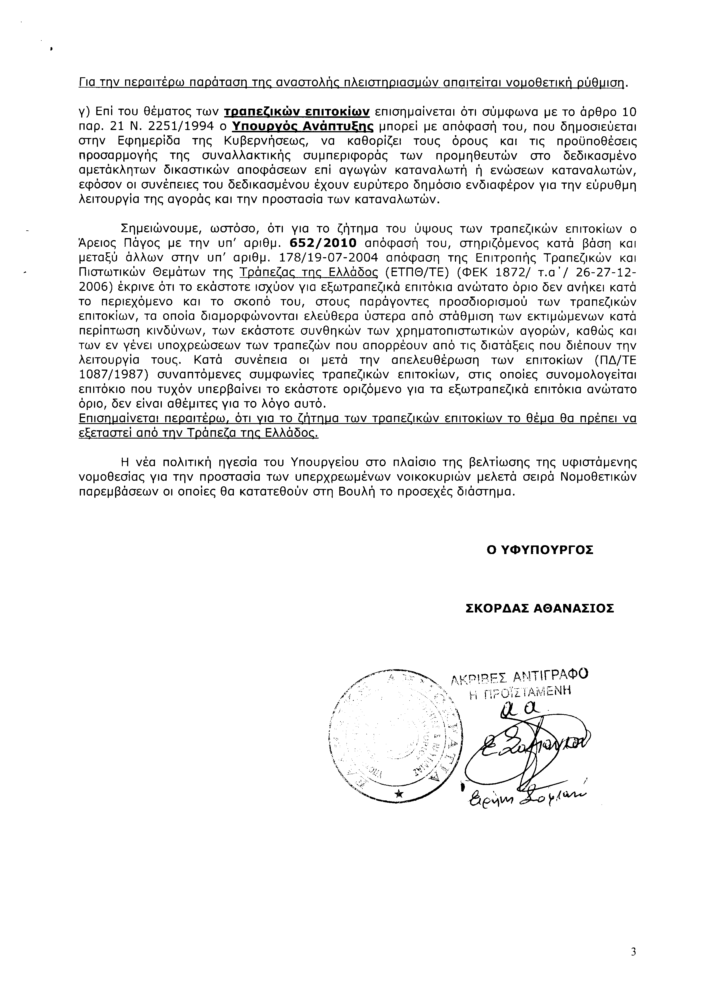 Για την περαιτέρω παράταση της αναστολής πλειστηριασμών απαιτείται νομοθετική ρύθμιση.
γ) Επί του θέματος των τραπεζικών επιτοκίων επισημαίνεται ότι σύμφωνα με το άρθρο 10
παρ. 21 Ν. 2251/1994 ο Υπουργός Ανάπτυξης μπορεί με απόφασή του, που δημοσιεύεται
στην Εφημερίδα της Κυβερνήσεως, να καθορίζει τους όρους και τις προϋποθέσεις
προσαρμογής της συναλλακτικής συμπεριφοράς των προμηθευτών στο δεδικασμένο
αμετάκλητων δικαστικών αποφάσεων επί αγωγών καταναλωτή ή ενώσεων καταναλωτών,
εφόσον οι συνέπειες του δεδικασμένου έχουν ευρύτερο δημόσιο ενδιαφέρον για την εύρυθμη
λειτουργία της αγοράς και την προστασία των καταναλωτών.
Σημειώνουμε, ωστόσο, ότι για το ζήτημα του ύψους των τραπεζικών επιτοκίων ο
Άρειος Πάγος με την υπ' αριθμ. 652/2010 απόφασή του, στηριζόμενος κατά βάση και
μεταξύ άλλων στην υπ' αριθμ. 178/19-07-2004 απόφαση της Επιτροπής Τραπεζικών και
Πιστωτικών Θεμάτων της Τράπεζας της Ελλάδος (ΕΤΠΘ/ΤΕ) (ΦΕΚ 1872/ τ.α'/ 26-27-12-
2006) έκρινε ότι το εκάστοτε ισχύον για εξωτραπεζικά επιτόκια ανώτατο όριο δεν ανήκει κατά
το περιεχόμενο και το σκοπό του, στους παράγοντες προσδιορισμού των τραπεζικών
επιτοκίων, τα οποία διαμορφώνονται ελεύθερα ύστερα από στάθμιση των εκτιμώμενων κατά
περίπτωση κινδύνων, των εκάστοτε συνθηκών των χρηματοπιστωτικών αγορών, καθώς και
των εν γένει υποχρεώσεων των τραπεζών που απορρέουν από τις διατάξεις που διέπουν την
λειτουργία τους. Κατά συνέπεια οι μετά την απελευθέρωση των επιτοκίων (ΠΔ/ΤΕ
1087/1987) συναπτόμενες συμφωνίες τραπεζικών επιτοκίων, στις οποίες συνομολογείται
επιτόκιο που τυχόν υπερβαίνει το εκάστοτε οριζόμενο για τα εξωτραπεζικά επιτόκια ανώτατο
όριο, δεν είναι αθέμιτες για το λόγο αυτό.
Επισημαίνεται περαιτέρω, ότι για το ζήτημα των τραπεζικών επιτοκίων το θέμα θα πρέπει να
εξεταστεί από την Τράπεζα της Ελλάδος.
Η νέα πολιτική ηγεσία του Υπουργείου στο πλαίσιο της βελτίωσης της υφιστάμενης
νομοθεσίας για την προστασία των υπερχρεωμένων νοικοκυριών μελετά σειρά Νομοθετικών
παρεμβάσεων οι οποίες θα κατατεθούν στη Βουλή το προσεχές διάστημα.
Ο ΥΦΥΠΟΥΡΓΟΣ
ΣΚΟΡΔΑΣ ΑΘΑΝΑΣΙΟΣ
ΑΚΡΙΒΕΣ ΑΝΤΙΓΡΑΦΟ
Η ΠΡΟΪΣΤΑΜΕΝΗ
α α
3